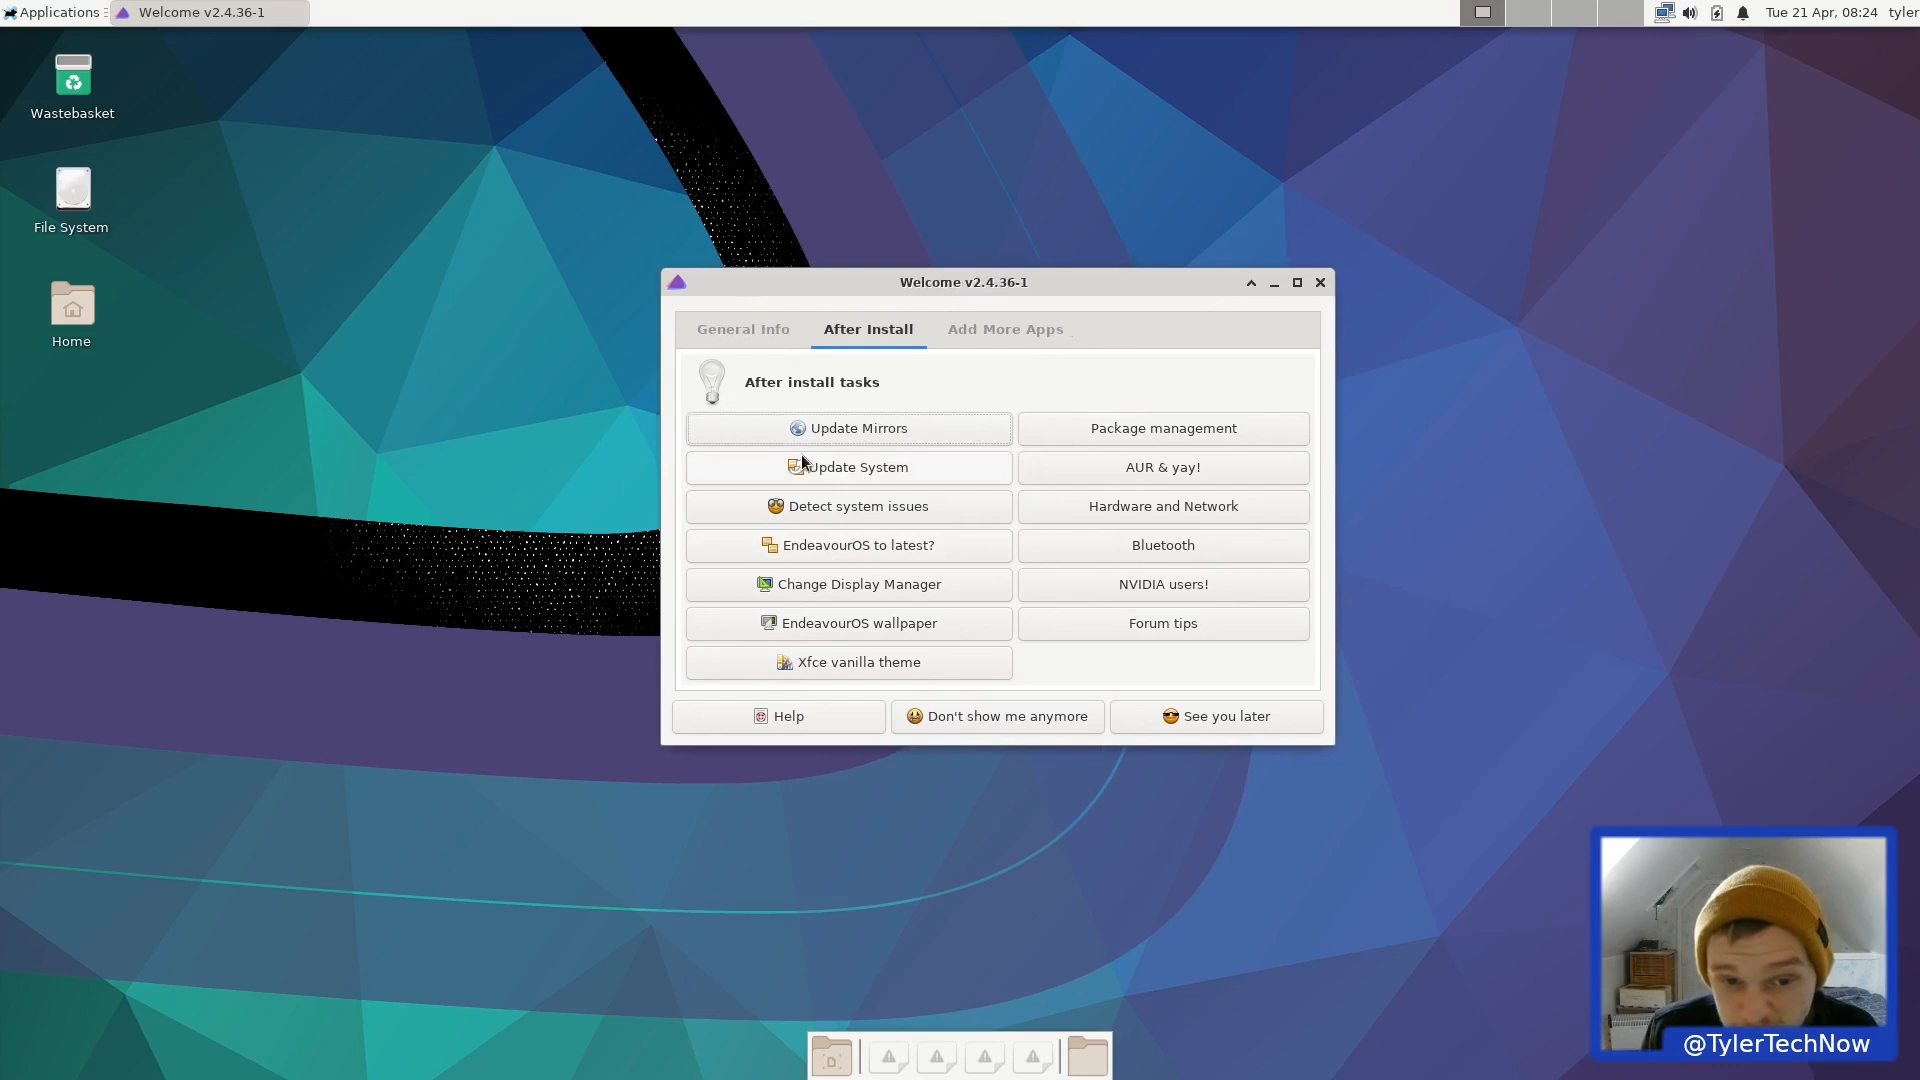 Applications
Welcome v2.4.36-1
Tue 21 Apr, 08:24
tyler
Wastebasket
File System
Home
Welcome v2.4.36-1
General Info
After Install
Add More Apps
After install tasks
Update Mirrors
Package management
Update System
AUR & yay!
Detect system issues
Hardware and Network
EndeavourOS to latest?
Bluetooth
Change Display Manager
NVIDIA users!
EndeavourOS wallpaper
Forum tips
Xfce vanilla theme
Help
Don't show me anymore
See you later
@TylerTechNow